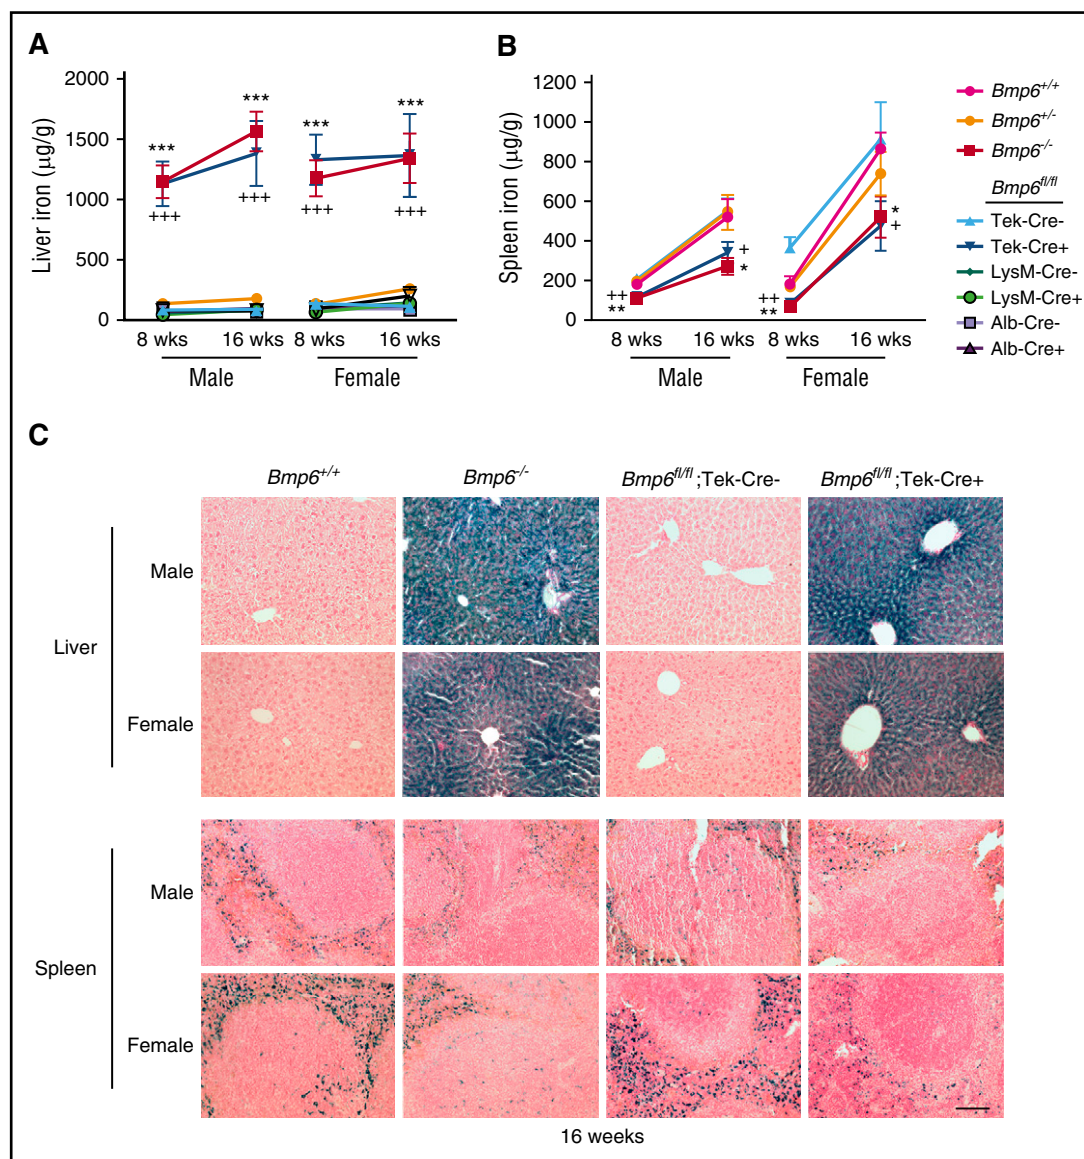 A
Liver iron (µg/g)
2000
1500
1000
500
0
***
***
***
***
+++
+++
+++
+++
8 wks 16 wks 8 wks 16 wks
Male Female
B
Spleen iron (µg/g)
1200
1000
800
600
400
200
0
++
**
+
*
++
**
*
+
8 wks 16 wks 8 wks 16 wks
Male Female
Bmp6+/+
Bmp6+/-
Bmp6-/-
Bmp6fl/fl
Tek-Cre-
Tek-Cre+
LysM-Cre-
LysM-Cre+
Alb-Cre-
Alb-Cre+
C
Bmp6+/+ Bmp6-/- Bmp6fl/fl;Tek-Cre- Bmp6fl/fl;Tek-Cre+
Liver
Male
Female
Spleen
Male
Female
16 weeks